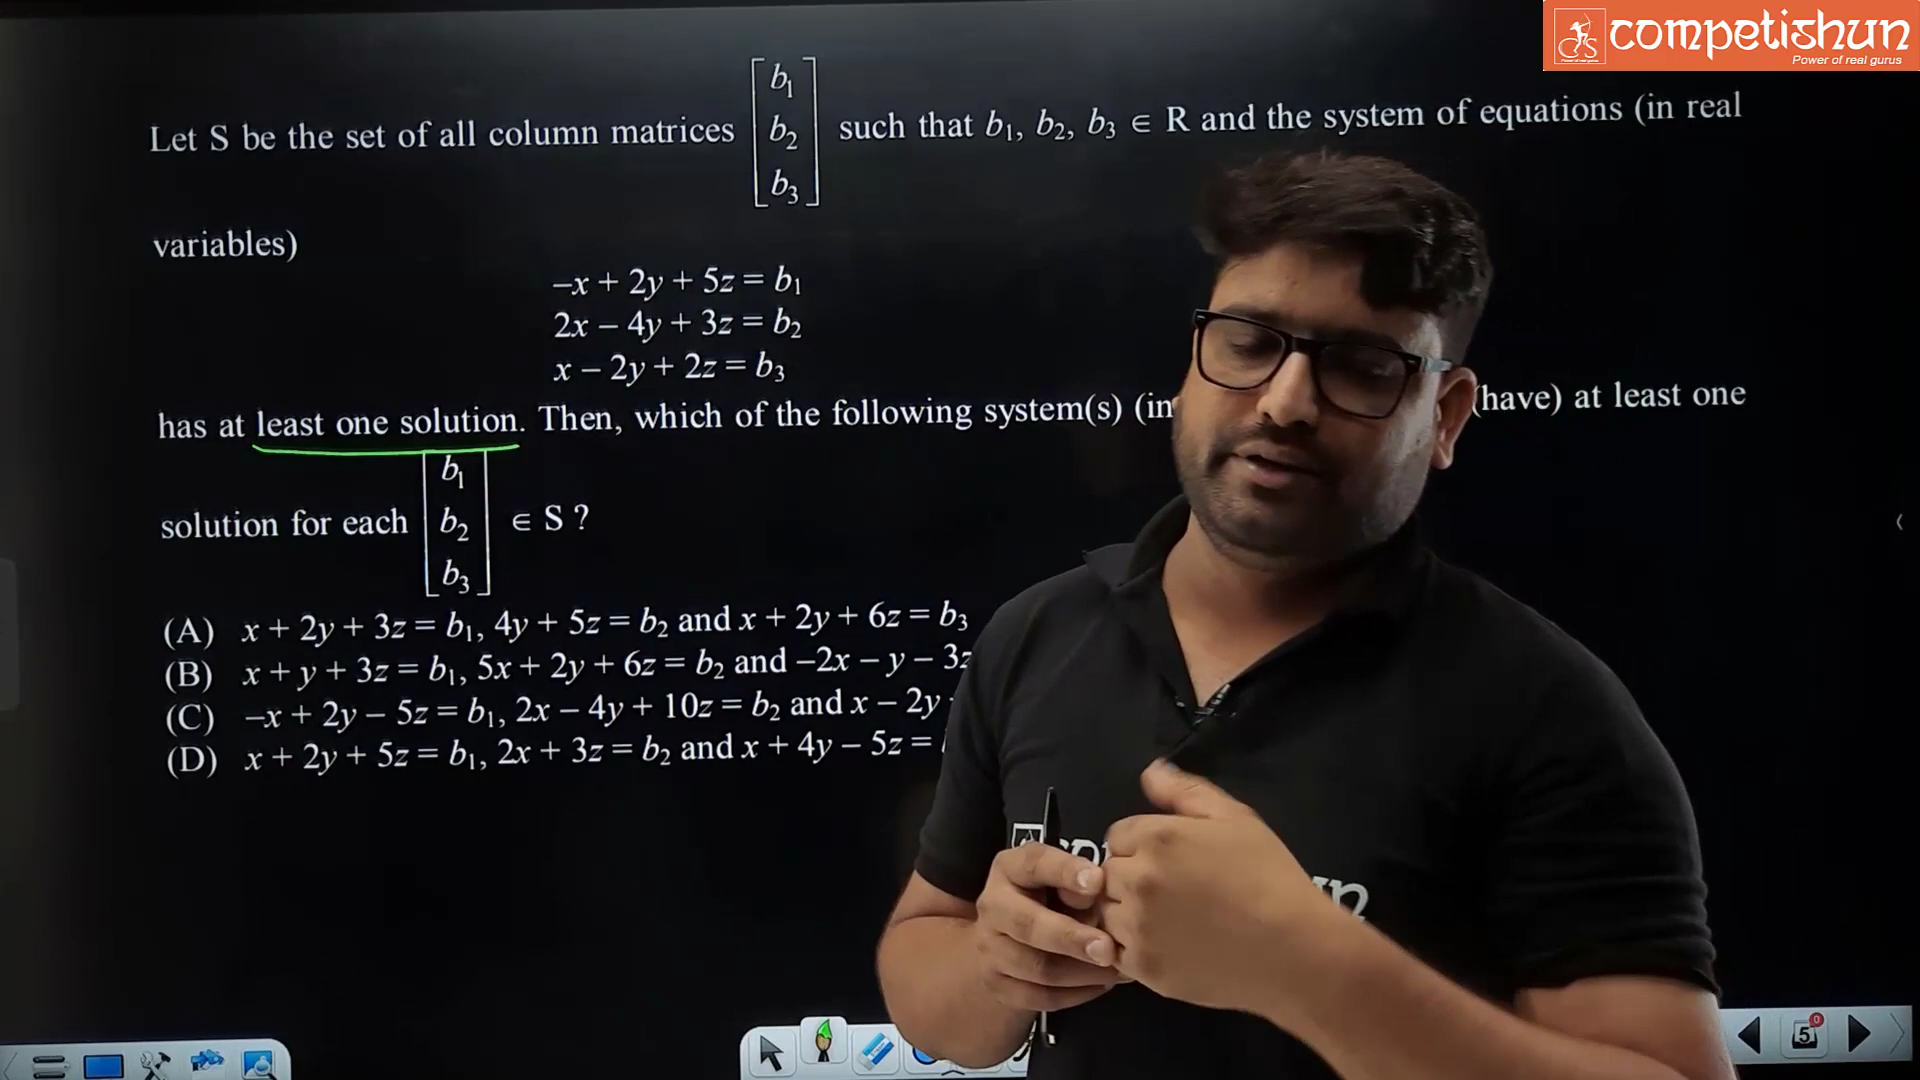 competishun
Power of real gurus
Let S be the set of all column matrices [b₁ b₂ b₃] such that b₁, b₂, b₃ ∈ R and the system of equations (in real
variables)
–x + 2y + 5z = b₁
2x – 4y + 3z = b₂
x – 2y + 2z = b₃
has at least one solution. Then, which of the following system(s) (in (have) at least one
solution for each [b₁ b₂ b₃] ∈ S ?
(A) x + 2y + 3z = b₁, 4y + 5z = b₂ and x + 2y + 6z = b₃
(B) x + y + 3z = b₁, 5x + 2y + 6z = b₂ and –2x – y – 3z
(C) –x + 2y – 5z = b₁, 2x – 4y + 10z = b₂ and x – 2y
(D) x + 2y + 5z = b₁, 2x + 3z = b₂ and x + 4y – 5z =
5
0